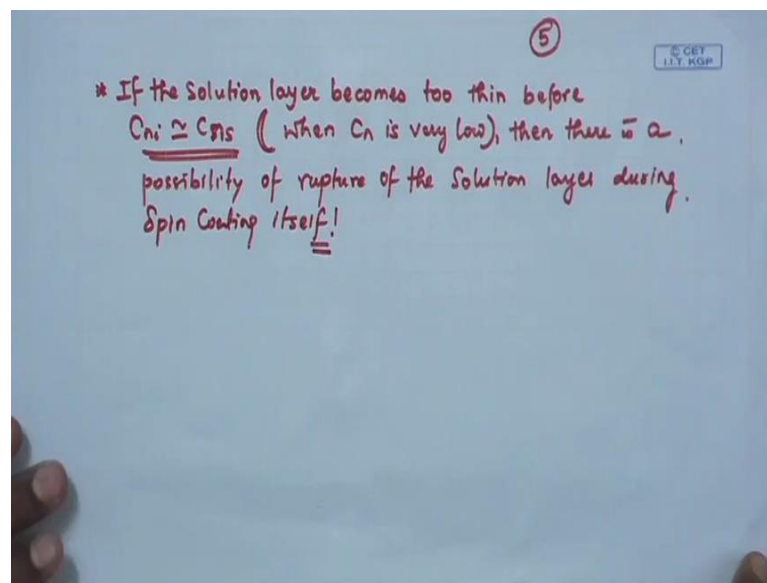 5
© CET
I.I.T. KGP
* If the solution layer becomes too thin before
Cni ≃ Cns ( when Cn is very low), then there is a
possibility of rupture of the solution layer during
Spin Coating itself!